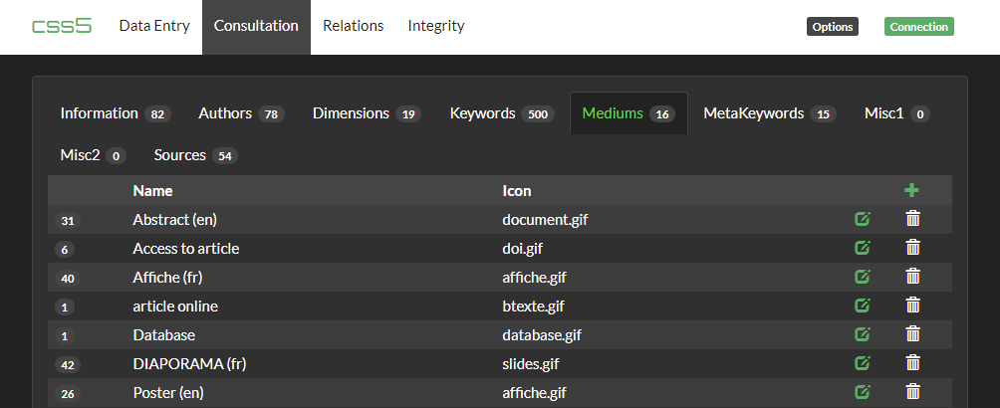 css5 Data Entry Consultation Relations Integrity Options Connection
Information 82 Authors 78 Dimensions 19 Keywords 500 Mediums 16 MetaKeywords 15 Misc1 0
Misc2 0 Sources 54
Name Icon
31 Abstract (en) document.gif
6 Access to article doi.gif
40 Affiche (fr) affiche.gif
1 article online btexte.gif
1 Database database.gif
42 DIAPORAMA (fr) slides.gif
26 Poster (en) affiche.gif